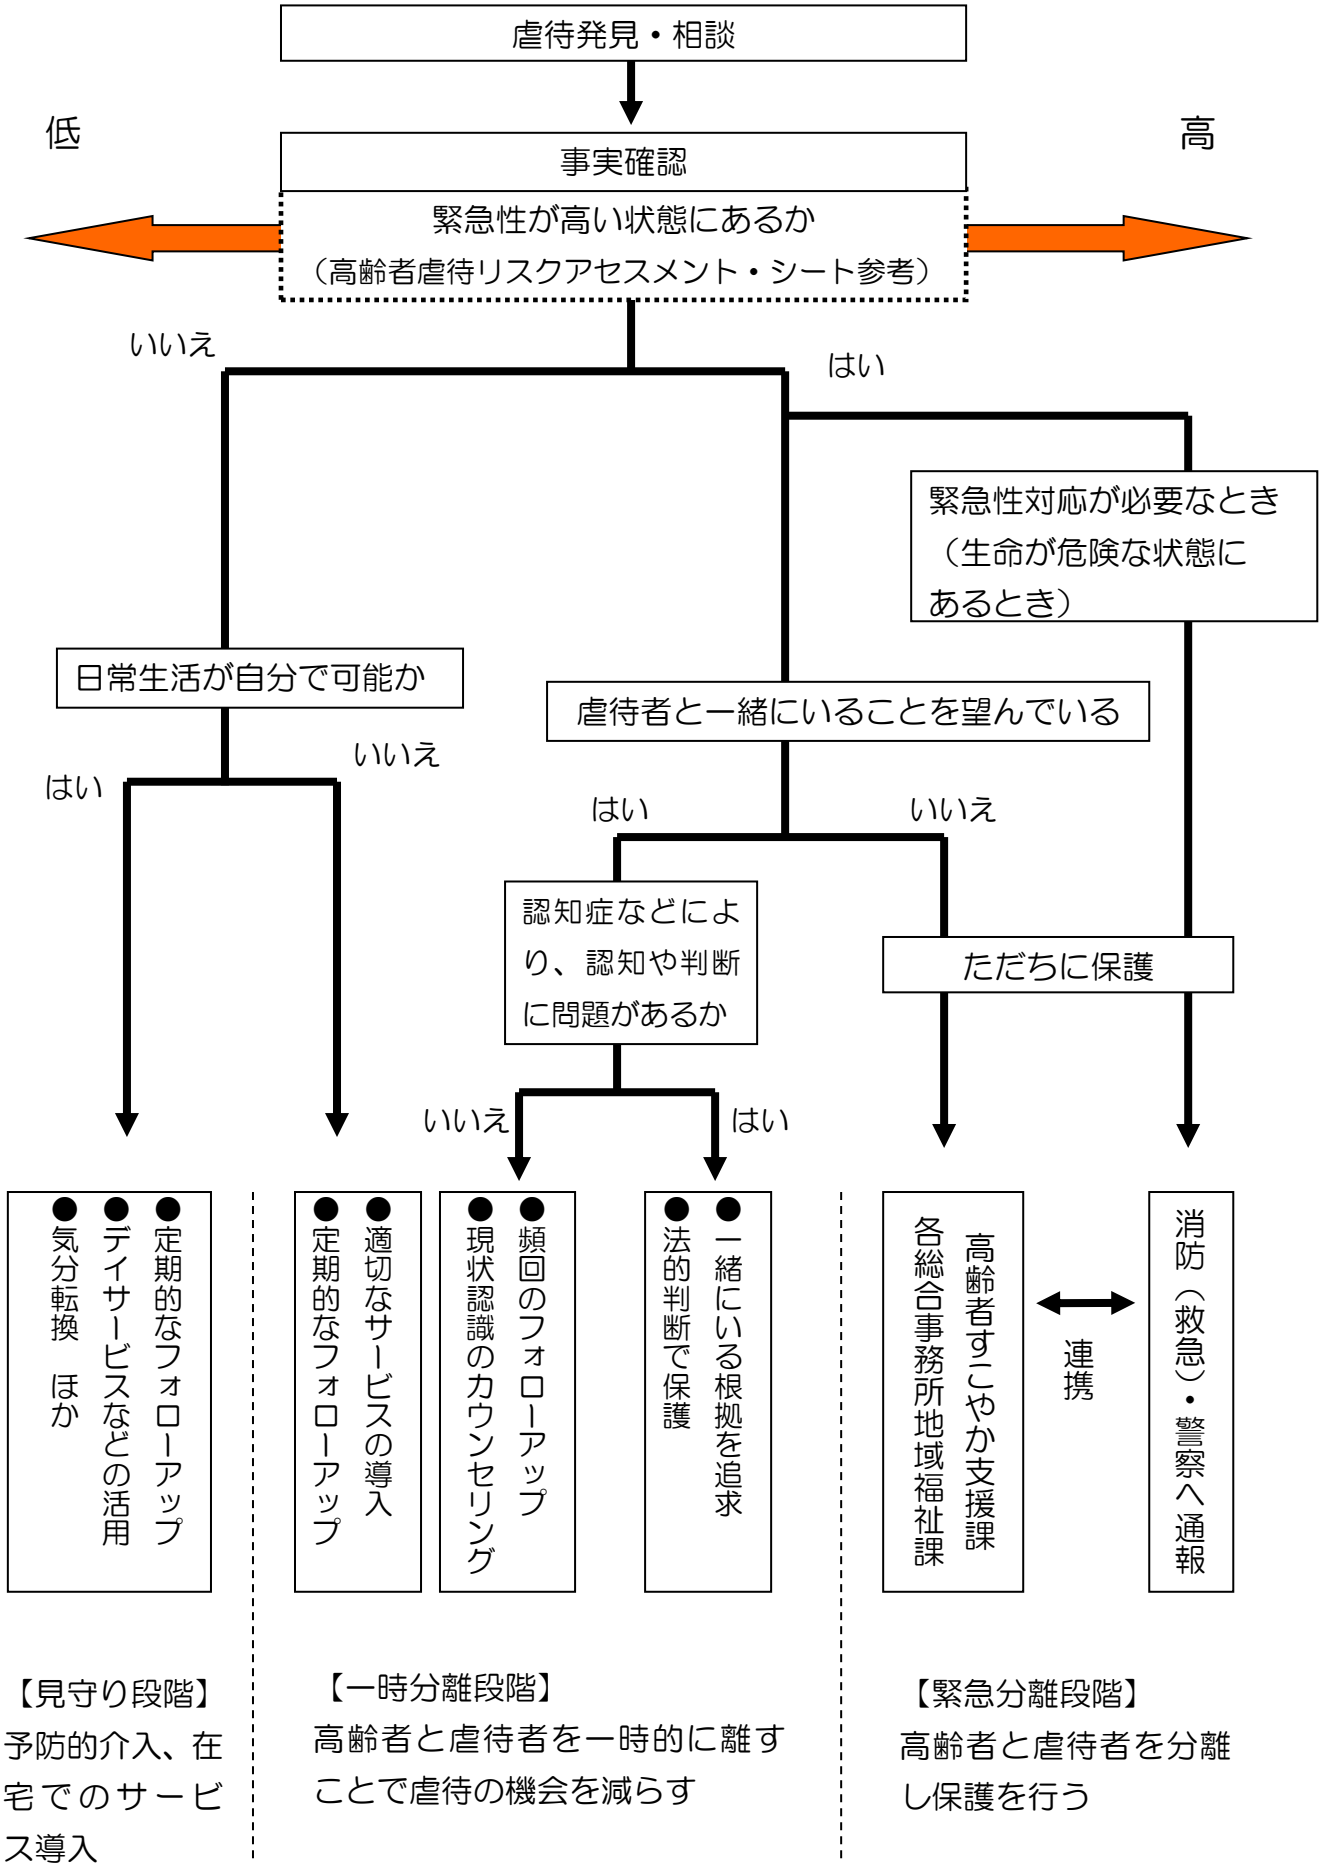 虐待発見・相談
低
高
事実確認
緊急性が高い状態にあるか
（高齢者虐待リスクアセスメント・シート参考）
いいえ
はい
緊急性対応が必要なとき
（生命が危険な状態に
あるとき）
日常生活が自分で可能か
虐待者と一緒にいることを望んでいる
はい
いいえ
はい
いいえ
認知症などによ
り、認知や判断
に問題があるか
ただちに保護
いいえ
はい
●定期的なフォローアップ
●デイサービスなどの活用
●気分転換　ほか
●適切なサービスの導入
●定期的なフォローアップ
●頻回のフォローアップ
●現状認識のカウンセリング
●一緒にいる根拠を追求
●法的判断で保護
高齢者すこやか支援課
各総合事務所地域福祉課
連携
消防（救急）・警察へ通報
【見守り段階】
予防的介入、在
宅でのサービ
ス導入
【一時分離段階】
高齢者と虐待者を一時的に離す
ことで虐待の機会を減らす
【緊急分離段階】
高齢者と虐待者を分離
し保護を行う